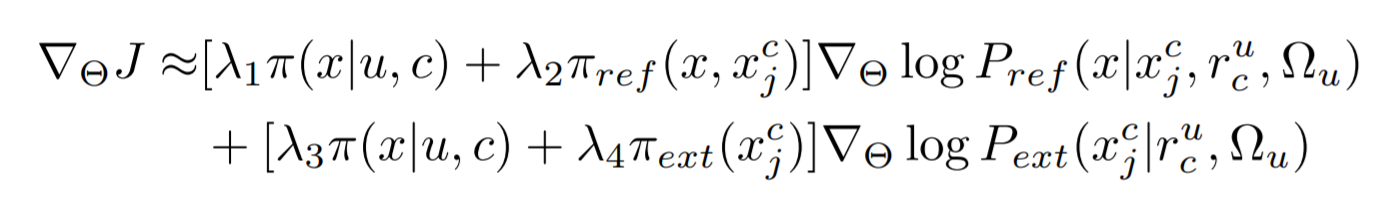 ∇_Θ J ≈[λ_1 π(x|u, c) + λ_2 π_{ref}(x, x_j^c)]∇_Θ log P_{ref}(x|x_j^c, r_c^u, Ω_u)
+ [λ_3 π(x|u, c) + λ_4 π_{ext}(x_j^c)]∇_Θ log P_{ext}(x_j^c|r_c^u, Ω_u)